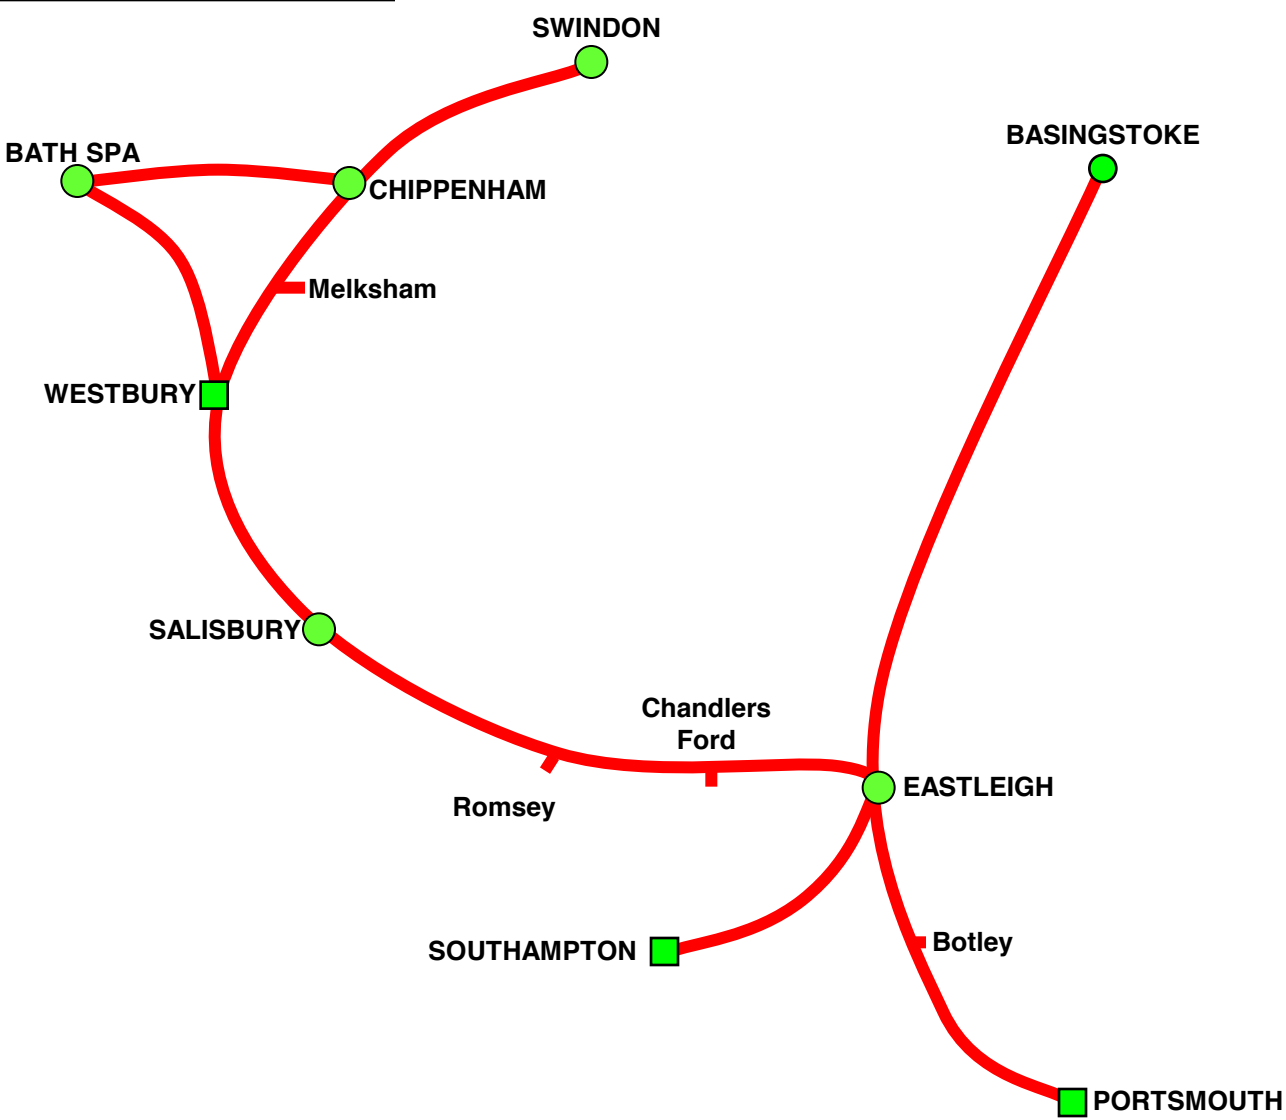 SWINDON
BASINGSTOKE
BATH SPA
CHIPPENHAM
Melksham
WESTBURY
SALISBURY
Chandlers
Ford
EASTLEIGH
Romsey
Botley
SOUTHAMPTON
PORTSMOUTH